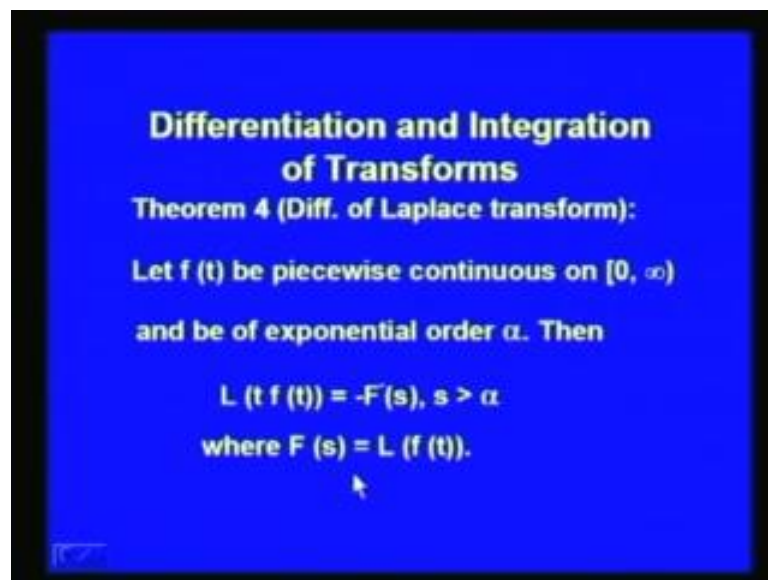 Differentiation and Integration
of Transforms
Theorem 4 (Diff. of Laplace transform):
Let f (t) be piecewise continuous on [0, ∞)
and be of exponential order α. Then
L (t f (t)) = -F′(s), s > α
where F (s) = L (f (t)).